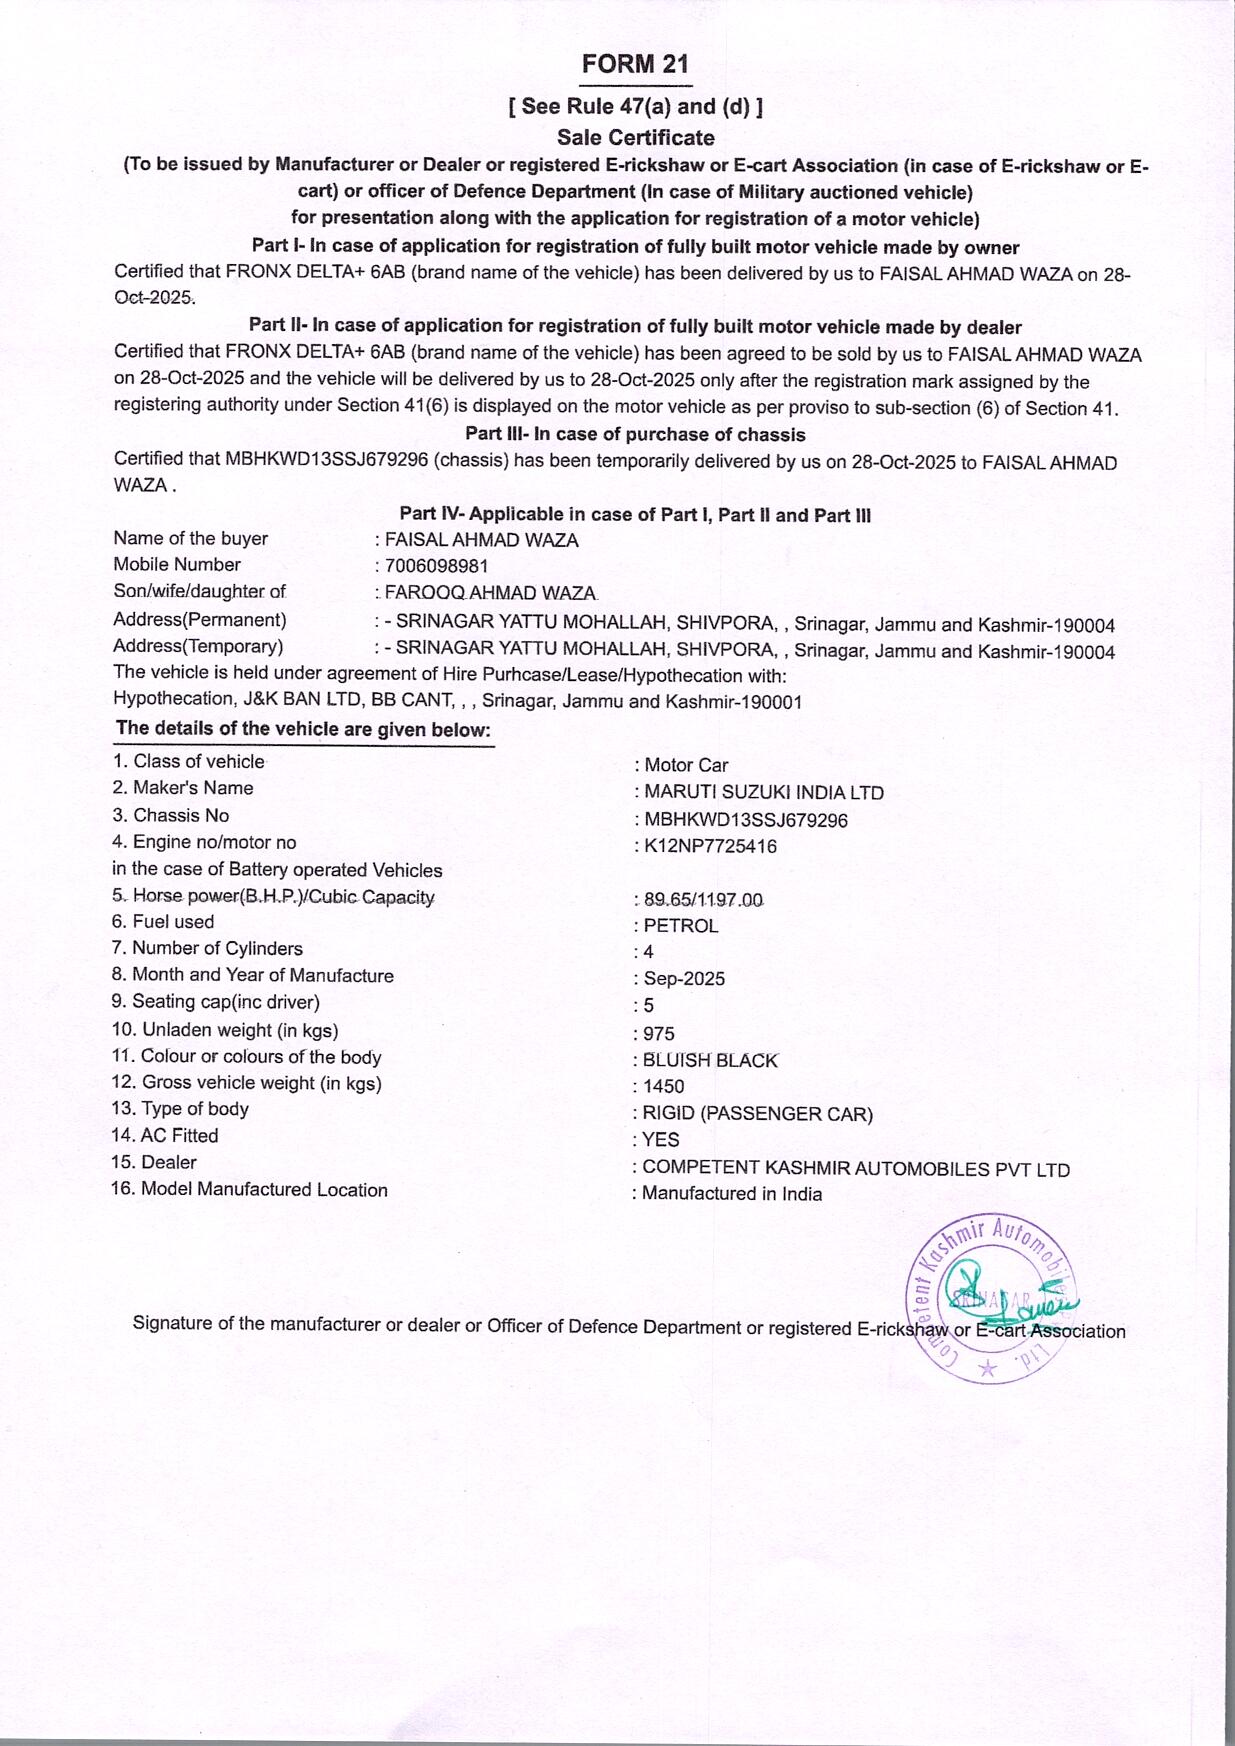 FORM 21
[ See Rule 47(a) and (d) ]
Sale Certificate
(To be issued by Manufacturer or Dealer or registered E-rickshaw or E-cart Association (in case of E-rickshaw or E-
cart) or officer of Defence Department (In case of Military auctioned vehicle)
for presentation along with the application for registration of a motor vehicle)
Part I- In case of application for registration of fully built motor vehicle made by owner
Certified that FRONX DELTA+ 6AB (brand name of the vehicle) has been delivered by us to FAISAL AHMAD WAZA on 28-
Oct-2025.
Part II- In case of application for registration of fully built motor vehicle made by dealer
Certified that FRONX DELTA+ 6AB (brand name of the vehicle) has been agreed to be sold by us to FAISAL AHMAD WAZA
on 28-Oct-2025 and the vehicle will be delivered by us to 28-Oct-2025 only after the registration mark assigned by the
registering authority under Section 41(6) is displayed on the motor vehicle as per proviso to sub-section (6) of Section 41.
Part III- In case of purchase of chassis
Certified that MBHKWD13SSJ679296 (chassis) has been temporarily delivered by us on 28-Oct-2025 to FAISAL AHMAD
WAZA .
Part IV- Applicable in case of Part I, Part II and Part III
Name of the buyer : FAISAL AHMAD WAZA
Mobile Number : 7006098981
Son/wife/daughter of : FAROOQ AHMAD WAZA
Address(Permanent) : - SRINAGAR YATTU MOHALLAH, SHIVPORA, , Srinagar, Jammu and Kashmir-190004
Address(Temporary) : - SRINAGAR YATTU MOHALLAH, SHIVPORA, , Srinagar, Jammu and Kashmir-190004
The vehicle is held under agreement of Hire Purhcase/Lease/Hypothecation with:
Hypothecation, J&K BAN LTD, BB CANT, , , Srinagar, Jammu and Kashmir-190001
The details of the vehicle are given below:
1. Class of vehicle : Motor Car
2. Maker's Name : MARUTI SUZUKI INDIA LTD
3. Chassis No : MBHKWD13SSJ679296
4. Engine no/motor no : K12NP7725416
in the case of Battery operated Vehicles
5. Horse power(B.H.P.)/Cubic Capacity : 89.65/1197.00
6. Fuel used : PETROL
7. Number of Cylinders : 4
8. Month and Year of Manufacture : Sep-2025
9. Seating cap(inc driver) : 5
10. Unladen weight (in kgs) : 975
11. Colour or colours of the body : BLUISH BLACK
12. Gross vehicle weight (in kgs) : 1450
13. Type of body : RIGID (PASSENGER CAR)
14. AC Fitted : YES
15. Dealer : COMPETENT KASHMIR AUTOMOBILES PVT LTD
16. Model Manufactured Location : Manufactured in India
Competent Kashmir Automobiles Ltd.
SRINAGAR
Signature of the manufacturer or dealer or Officer of Defence Department or registered E-rickshaw or E-cart Association